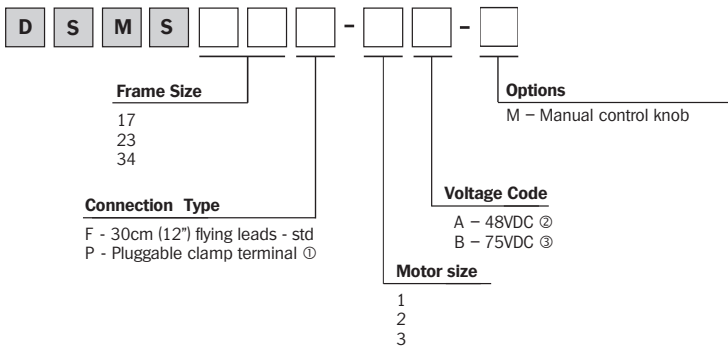 D S M S – –
Frame Size
17
23
34
Options
M – Manual control knob
Connection Type
F - 30cm (12”) flying leads - std
P - Pluggable clamp terminal ①
Voltage Code
A – 48VDC ②
B – 75VDC ③
Motor size
1
2
3